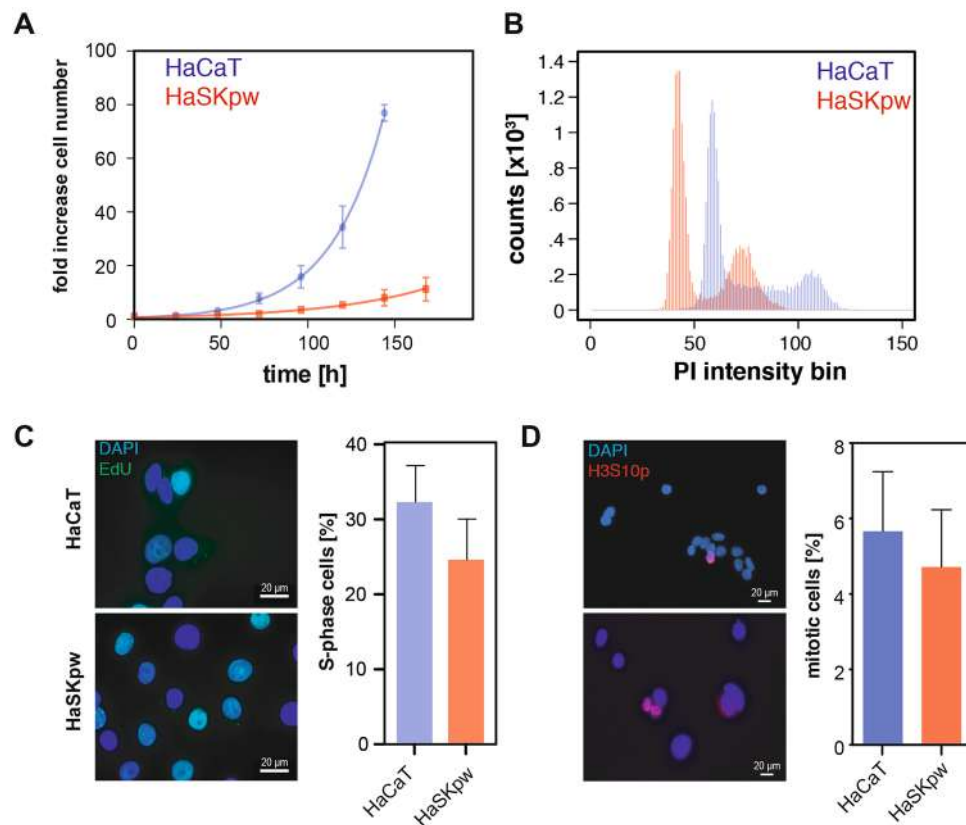 A
fold increase cell number
100
80
60
40
20
0
HaCaT
HaSKpw
0
50
100
150
time [h]
B
counts [x10³]
1.4
1.2
1.
.8
.6
.4
.2
0
HaCaT
HaSKpw
0
50
100
150
PI intensity bin
C
HaCaT
DAPI
EdU
20 µm
HaSKpw
20 µm
S-phase cells [%]
40
30
20
10
0
HaCaT
HaSKpw
D
DAPI
H3S10p
20 µm
20 µm
mitotic cells [%]
8
6
4
2
0
HaCaT
HaSKpw